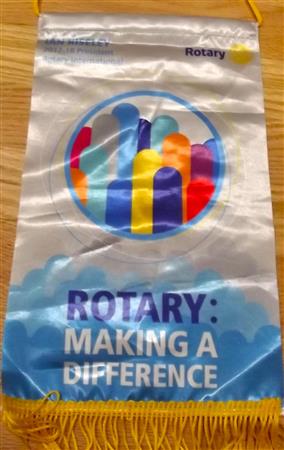 IAN RISELEY
2017-18 President
Rotary International
Rotary
ROTARY:
MAKING A
DIFFERENCE